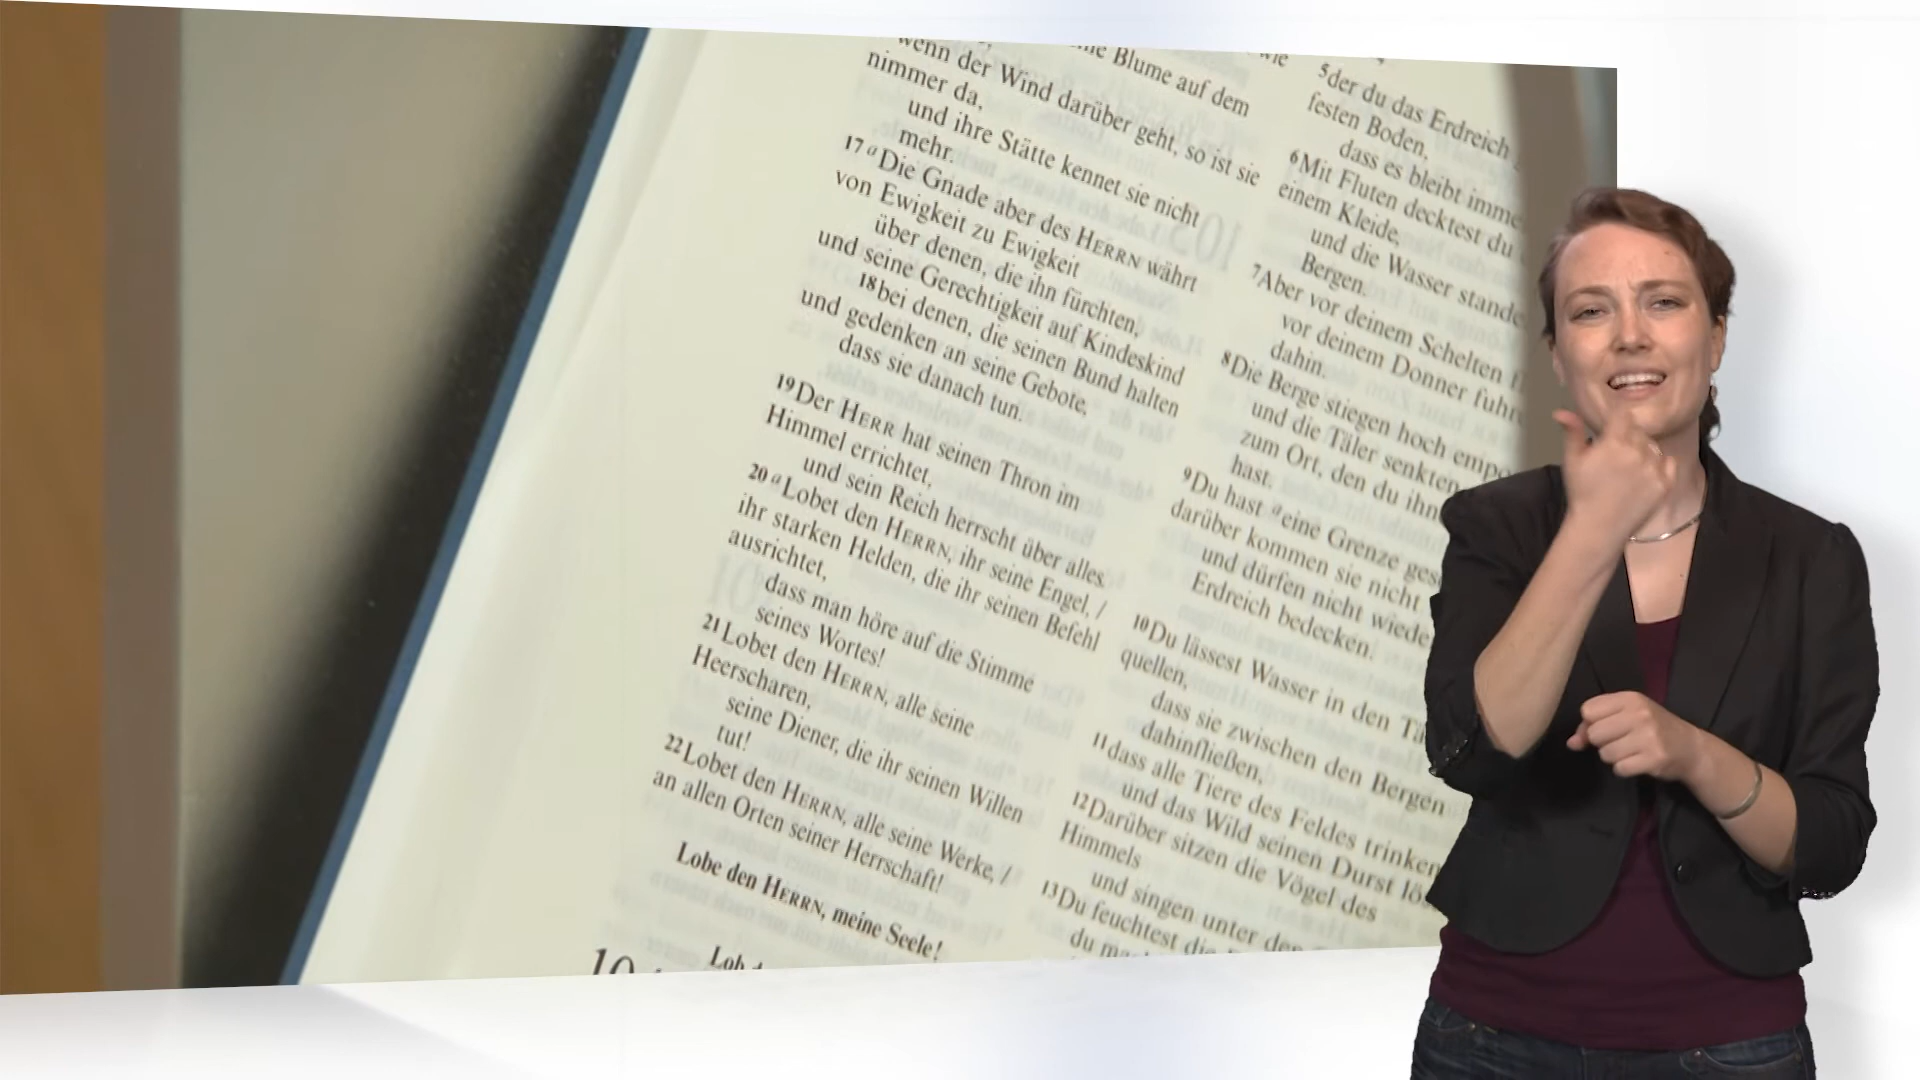 Blume auf dem
wenn der Wind darüber geht, so ist sie
nimmer da,
und ihre Stätte kennet sie nicht
mehr.
17 a Die Gnade aber des HERRN währt
von Ewigkeit zu Ewigkeit
über denen, die ihn fürchten,
und seine Gerechtigkeit auf Kindeskind
18 bei denen, die seinen Bund halten
und gedenken an seine Gebote,
dass sie danach tun.
19 Der HERR hat seinen Thron im
Himmel errichtet,
und sein Reich herrscht über alles.
20 a Lobet den HERRN, ihr seine Engel, /
ihr starken Helden, die ihr seinen Befehl
ausrichtet,
dass man höre auf die Stimme
seines Wortes!
21 Lobet den HERRN, alle seine
Heerscharen,
seine Diener, die ihr seinen Willen
tut!
22 Lobet den HERRN, alle seine Werke, /
an allen Orten seiner Herrschaft!
Lobe den HERRN, meine Seele!
wie
5 der du das Erdreich
festen Boden,
dass es bleibt imme
6 Mit Fluten decktest du
einem Kleide,
und die Wasser stande
Bergen.
7 Aber vor deinem Schelten
vor deinem Donner fuhr
dahin.
8 Die Berge stiegen hoch empo
und die Täler senkten
zum Ort, den du ihn
hast.
9 Du hast a eine Grenze ges
darüber kommen sie nicht
und dürfen nicht wiede
Erdreich bedecken.
10 Du lässest Wasser in den Tä
quellen,
dass sie zwischen den Bergen
dahinfließen,
11 dass alle Tiere des Feldes trinken
und das Wild seinen Durst lös
12 Darüber sitzen die Vögel des
Himmels
und singen unter den
13 Du feuchtest die
du